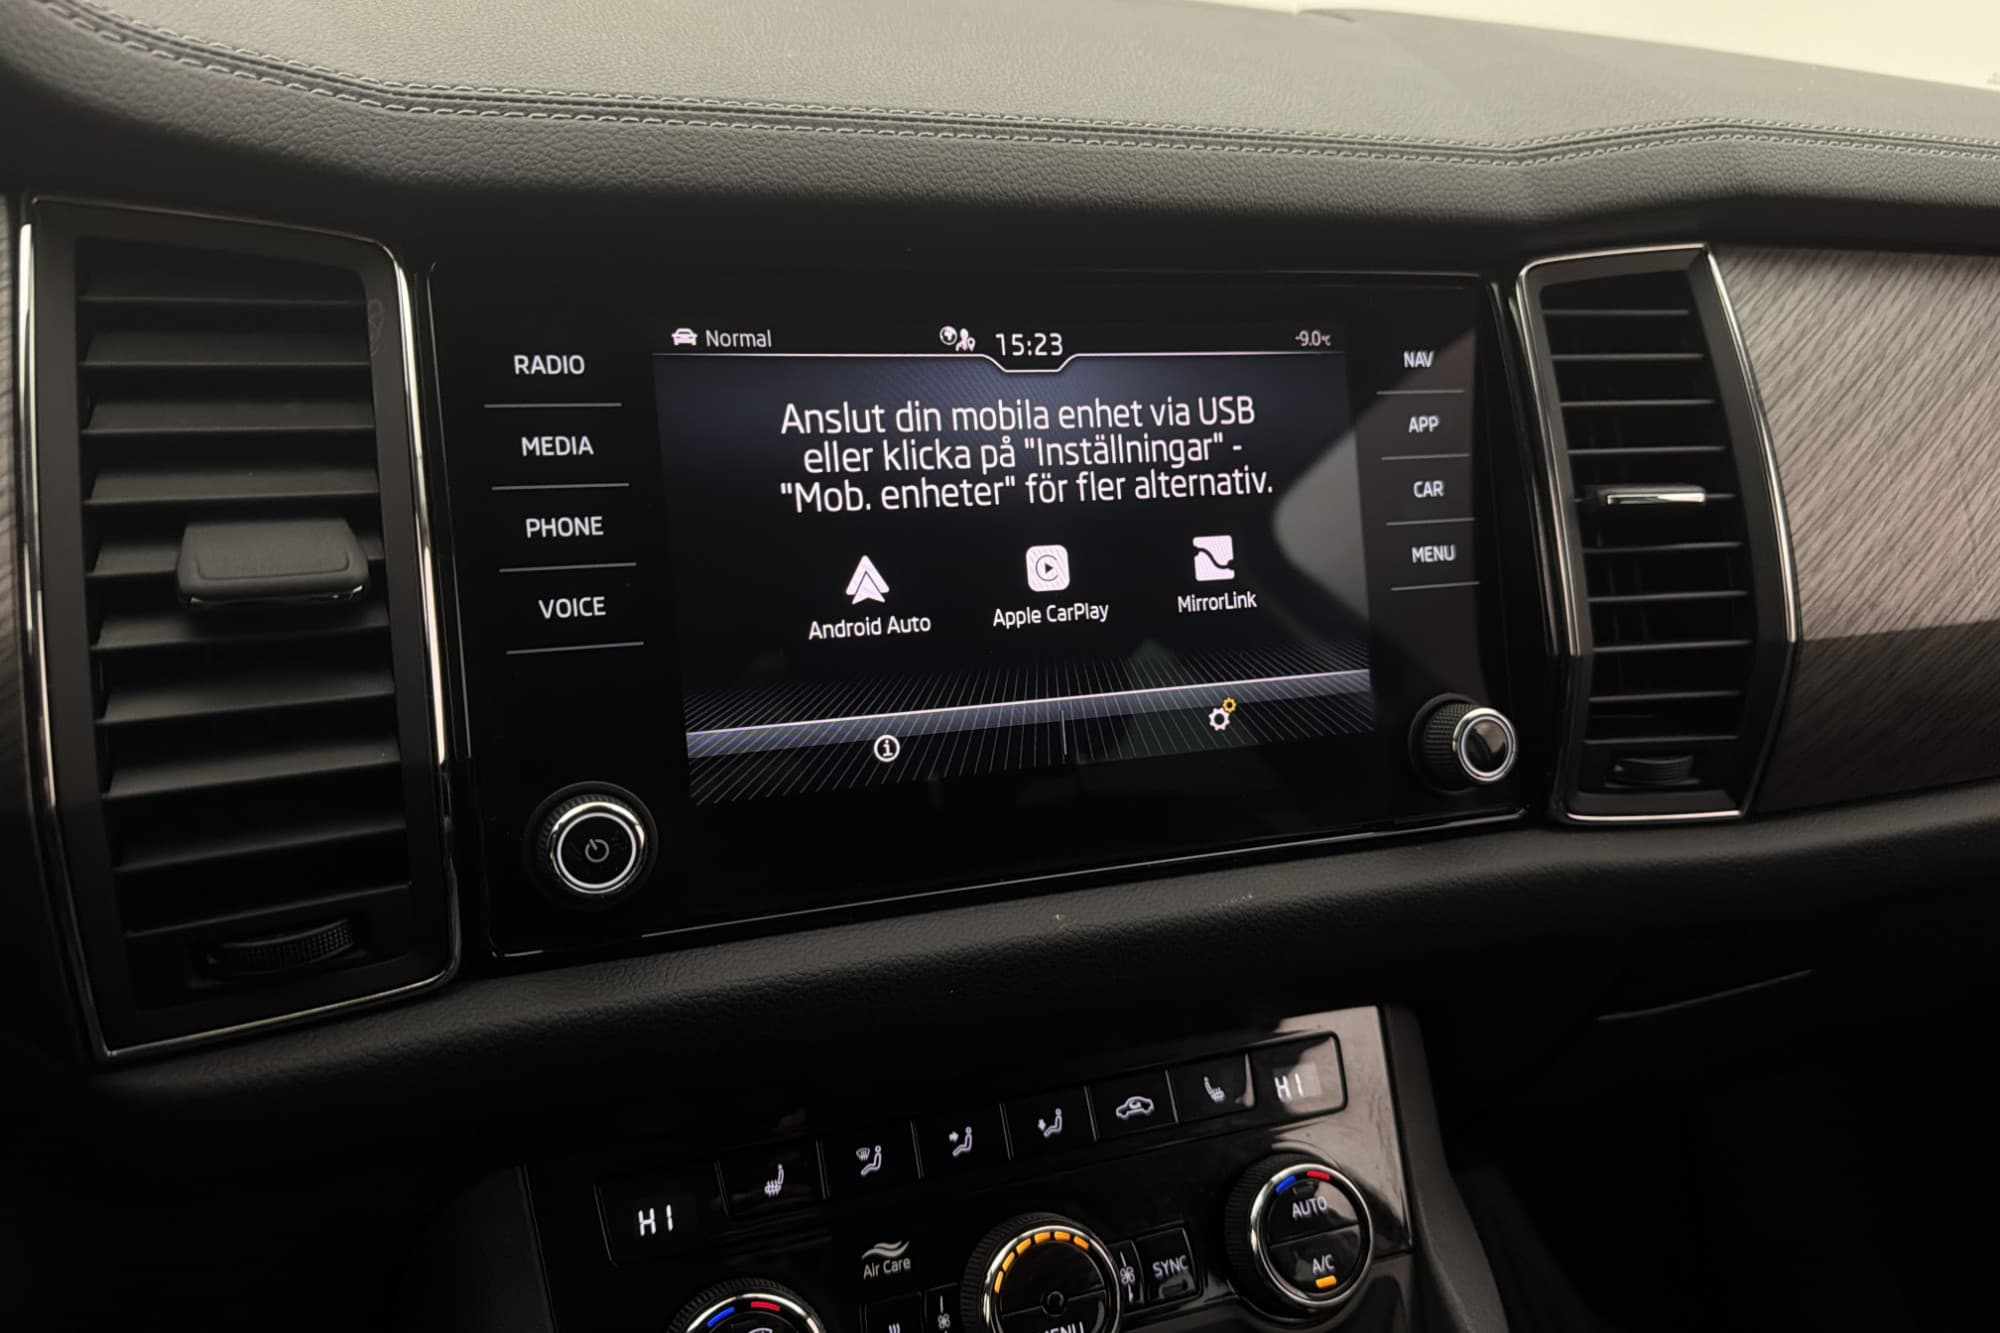 Normal
15:23
-9.0°C
RADIO
MEDIA
PHONE
VOICE
NAV
APP
CAR
MENU
Anslut din mobila enhet via USB
eller klicka på "Inställningar" -
"Mob. enheter" för fler alternativ.
Android Auto
Apple CarPlay
MirrorLink
HI
HI
Air Care
SYNC
AUTO
A/C
MENU